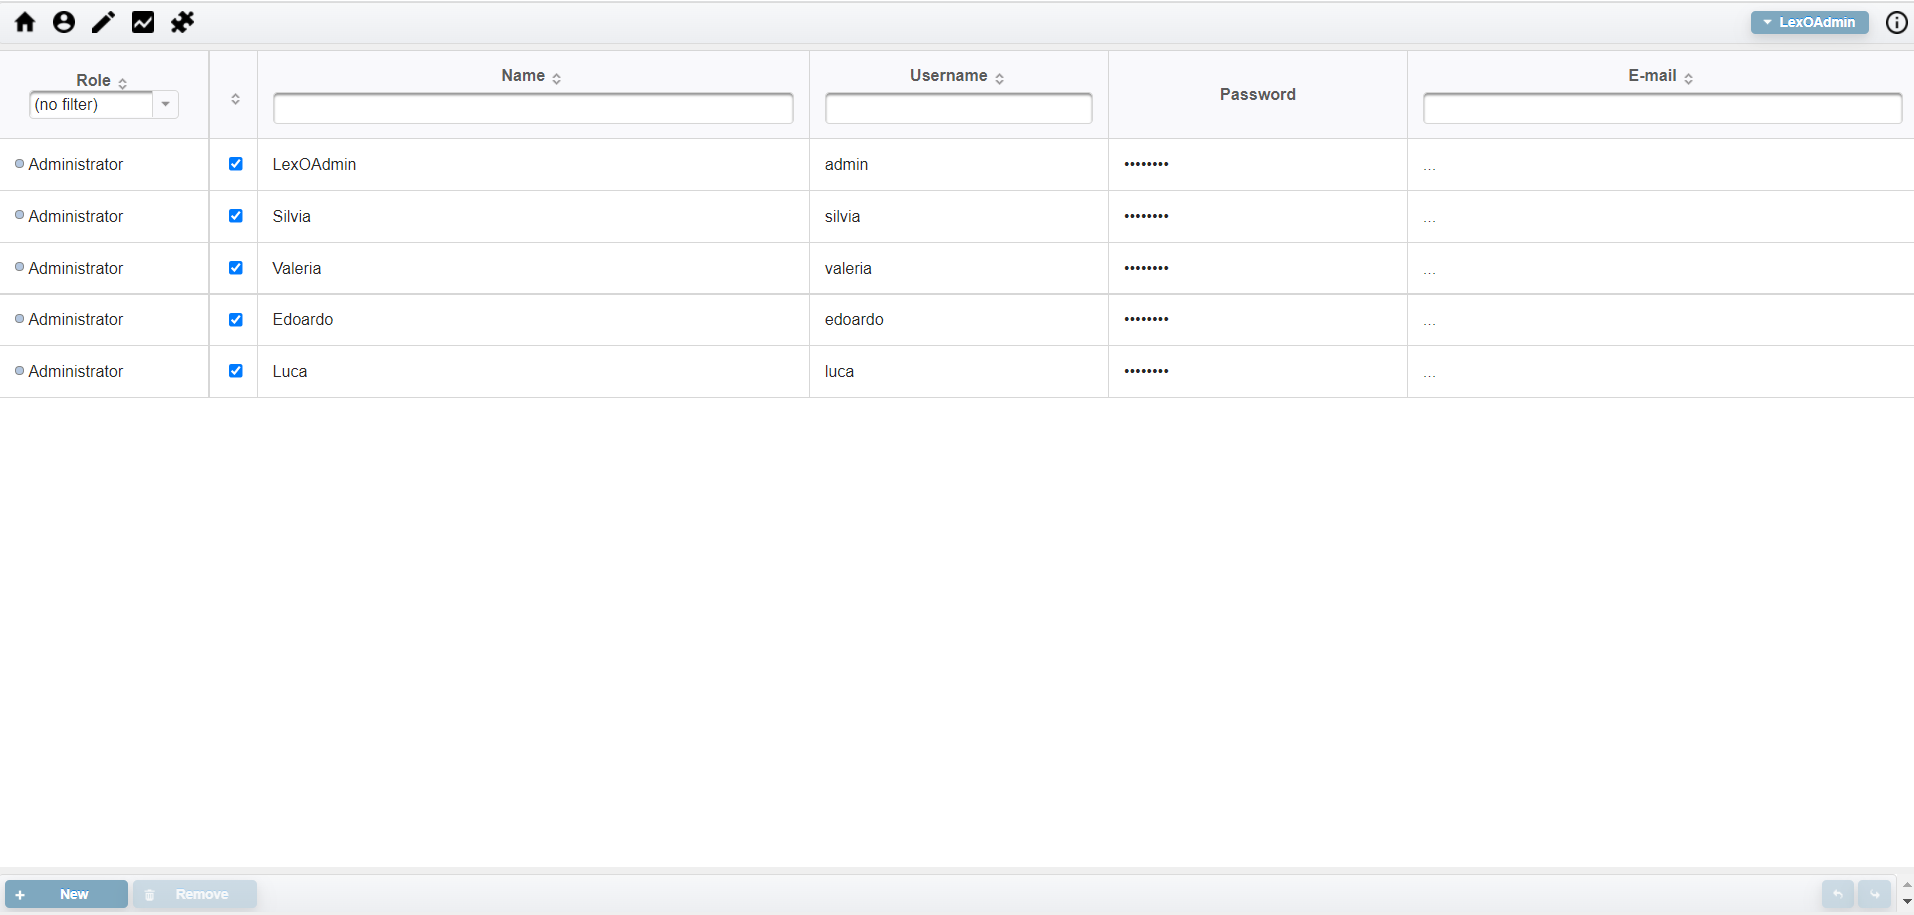 LexOAdmin
Role
(no filter)
Name
Username
Password
E-mail
Administrator LexOAdmin admin •••••••• ...
Administrator Silvia silvia •••••••• ...
Administrator Valeria valeria •••••••• ...
Administrator Edoardo edoardo •••••••• ...
Administrator Luca luca •••••••• ...
New
Remove